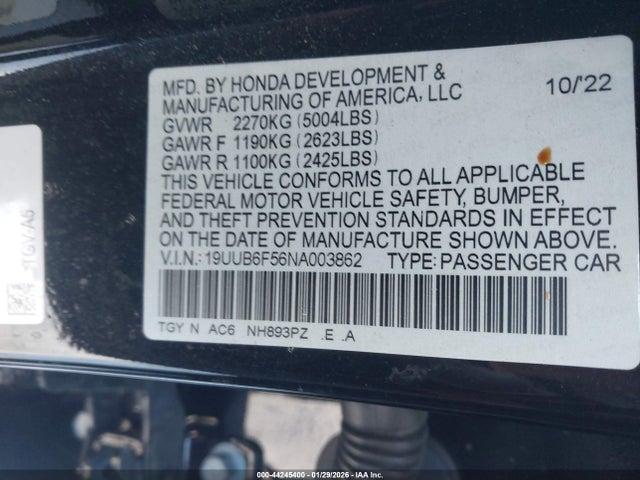 MFD. BY HONDA DEVELOPMENT & 10/'22
MANUFACTURING OF AMERICA, LLC
GVWR 2270KG (5004LBS)
GAWR F 1190KG (2623LBS)
GAWR R 1100KG (2425LBS)
THIS VEHICLE CONFORMS TO ALL APPLICABLE
FEDERAL MOTOR VEHICLE SAFETY, BUMPER,
AND THEFT PREVENTION STANDARDS IN EFFECT
ON THE DATE OF MANUFACTURE SHOWN ABOVE.
V.I.N.: 19UUB6F56NA003862 TYPE: PASSENGER CAR
TGY N AC6 NH893PZ .E .A
TGV-A6
000-44245400 - 01/29/2026 - IAA Inc.